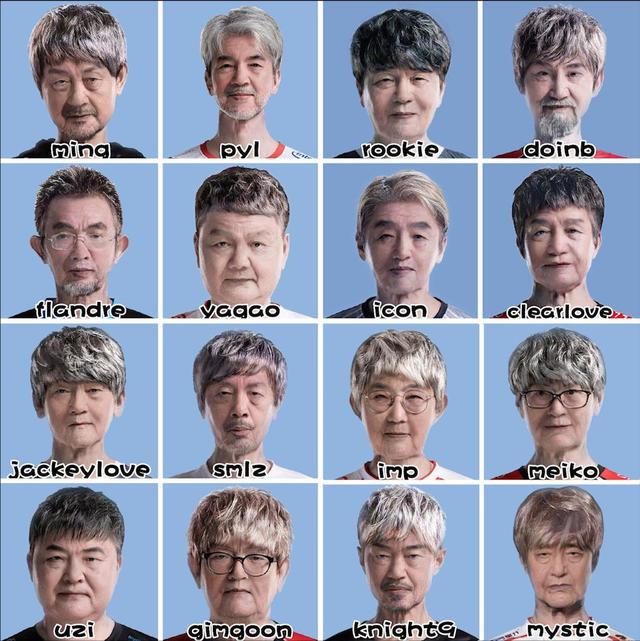 ming
pyl
rookie
doinb
flandre
yagao
icon
clearlove
jackeylove
smlz
imp
meiko
uzi
gimgoon
knight9
mystic